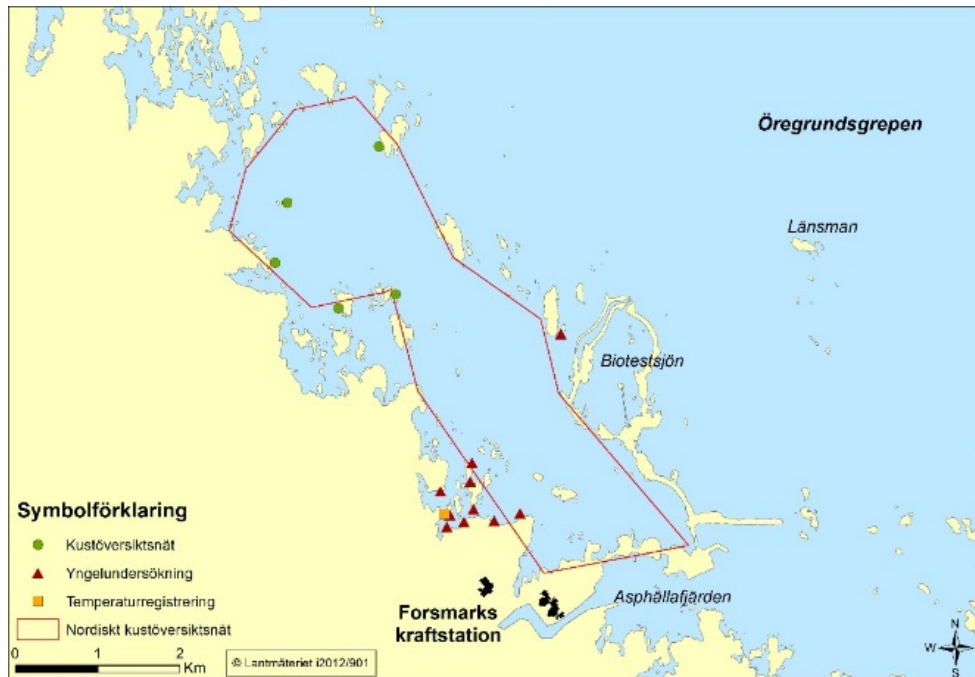 Öregrundsgrepen
Länsman
Biotestsjön
Symbolförklaring
Kustöversiktsnät
Yngelundersökning
Temperaturregistrering
Nordiskt kustöversiktsnät
0 1 2
Km
© Lantmäteriet i2012/901
Forsmarks
kraftstation
Asphällafjärden
N
W E
S